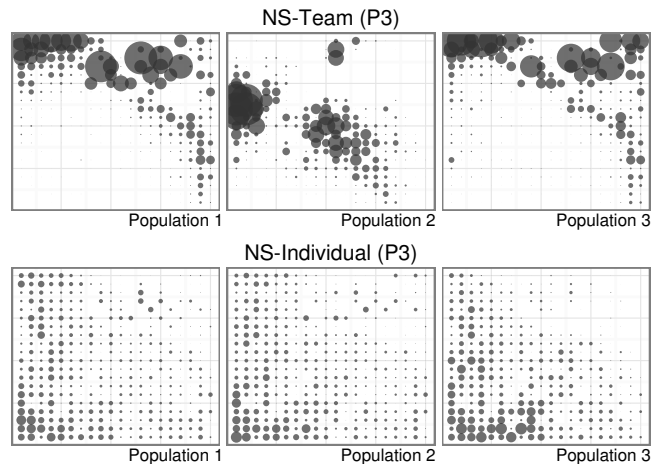 NS-Team (P3)
Population 1 Population 2 Population 3
NS-Individual (P3)
Population 1 Population 2 Population 3